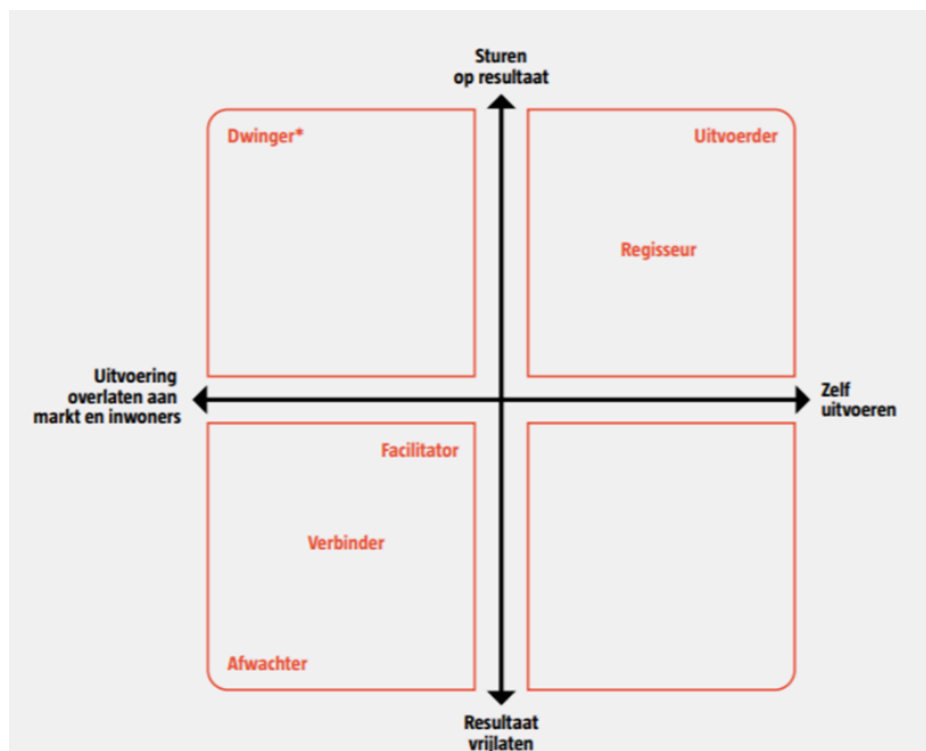 Sturen
op resultaat
Dwinger*
Uitvoerder
Regisseur
Uitvoering
overlaten aan
markt en inwoners
Zelf
uitvoeren
Facilitator
Verbinder
Afwachter
Resultaat
vrijlaten